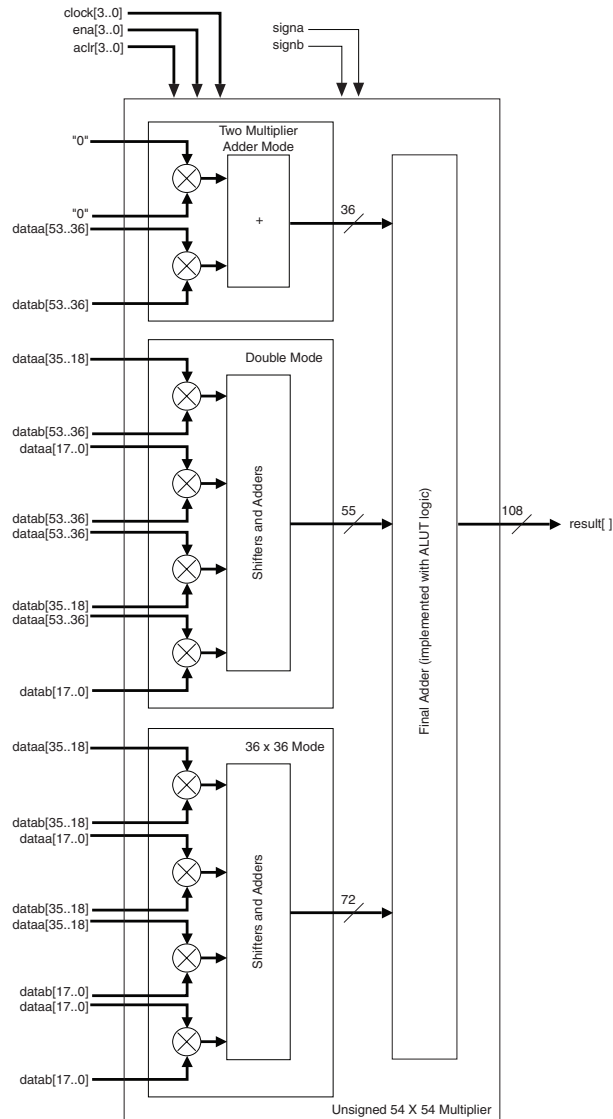 clock[3..0]
ena[3..0]
aclr[3..0]
signa
signb
Two Multiplier
Adder Mode
"0"
"0"
dataa[53..36]
datab[53..36]
+
36
Double Mode
dataa[35..18]
datab[53..36]
dataa[17..0]
datab[53..36]
dataa[53..36]
datab[35..18]
dataa[53..36]
datab[17..0]
Shifters and Adders
55
Final Adder (implemented with ALUT logic)
108
result[ ]
36 x 36 Mode
dataa[35..18]
datab[35..18]
dataa[17..0]
datab[35..18]
dataa[35..18]
datab[17..0]
dataa[17..0]
datab[17..0]
Shifters and Adders
72
Unsigned 54 X 54 Multiplier